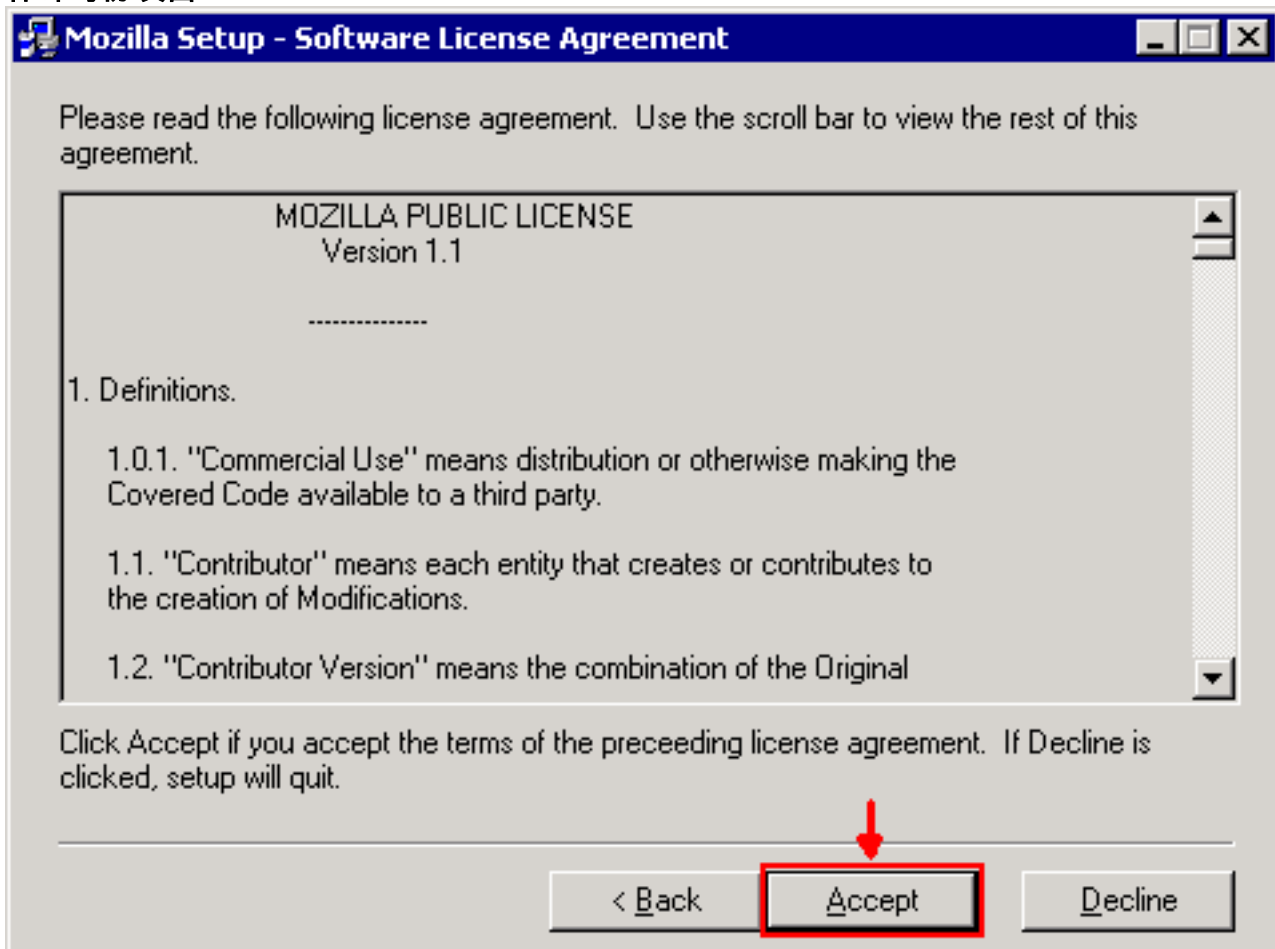 Mozilla Setup - Software License Agreement
Please read the following license agreement. Use the scroll bar to view the rest of this
agreement.
MOZILLA PUBLIC LICENSE
Version 1.1
---------------
1. Definitions.
1.0.1. "Commercial Use" means distribution or otherwise making the
Covered Code available to a third party.
1.1. "Contributor" means each entity that creates or contributes to
the creation of Modifications.
1.2. "Contributor Version" means the combination of the Original
Click Accept if you accept the terms of the preceeding license agreement. If Decline is
clicked, setup will quit.
< Back
Accept
Decline